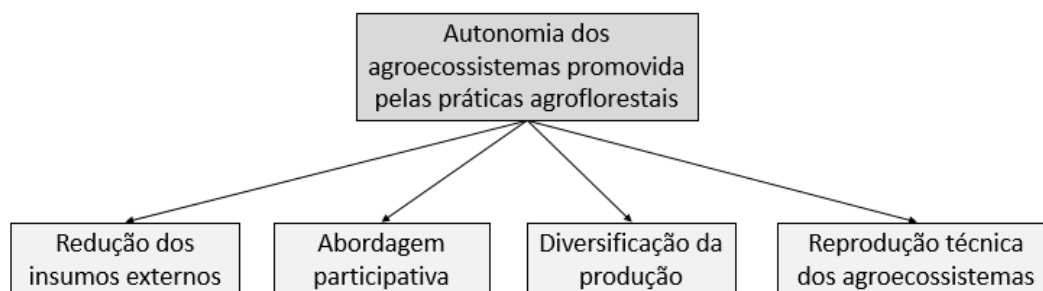 Autonomia dos
agroecossistemas promovida
pelas práticas agroflorestais
Redução dos
insumos externos
Abordagem
participativa
Diversificação da
produção
Reprodução técnica
dos agroecossistemas